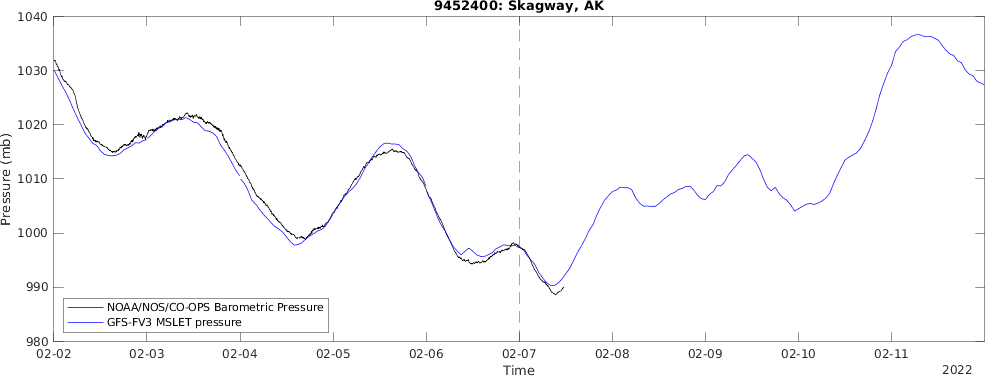 9452400: Skagway, AK
Pressure (mb)
1040
1030
1020
1010
1000
990
980
NOAA/NOS/CO-OPS Barometric Pressure
GFS-FV3 MSLET pressure
02-02 02-03 02-04 02-05 02-06 02-07 02-08 02-09 02-10 02-11
Time
2022